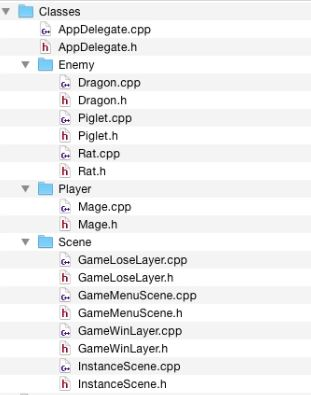 Classes
AppDelegate.cpp
AppDelegate.h
Enemy
Dragon.cpp
Dragon.h
Piglet.cpp
Piglet.h
Rat.cpp
Rat.h
Player
Mage.cpp
Mage.h
Scene
GameLoseLayer.cpp
GameLoseLayer.h
GameMenuScene.cpp
GameMenuScene.h
GameWinLayer.cpp
GameWinLayer.h
InstanceScene.cpp
InstanceScene.h